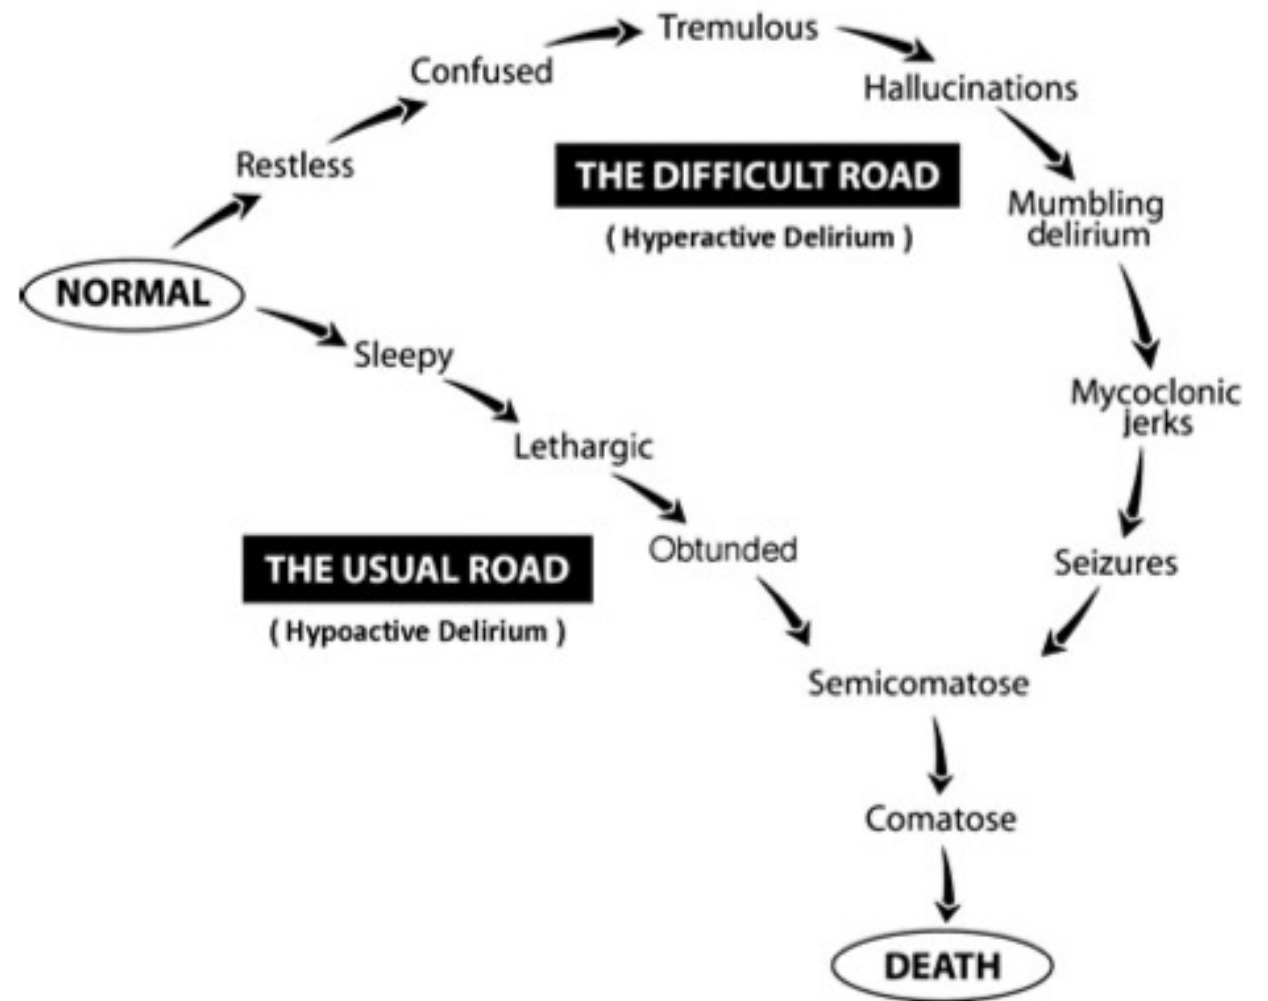 Tremulous
Confused
Hallucinations
Restless
THE DIFFICULT ROAD
( Hyperactive Delirium )
Mumbling
delirium
NORMAL
Sleepy
Mycoclonic
jerks
Lethargic
Obtunded
Seizures
THE USUAL ROAD
( Hypoactive Delirium )
Semicomatose
Comatose
DEATH